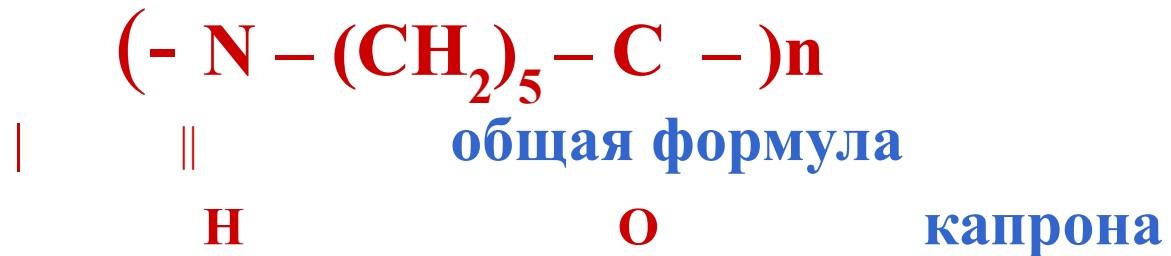 (- N – (CH₂)₅ – C – )n
| || общая формула
H O капрона